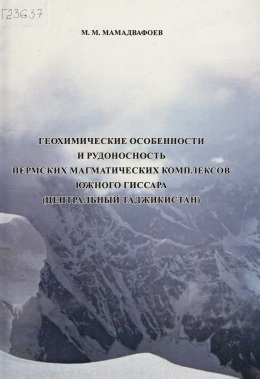 Г23637
М. М. МАМАДВАФОЕВ
ГЕОХИМИЧЕСКИЕ ОСОБЕННОСТИ
И РУДОНОСНОСТЬ
ПЕРМСКИХ МАГМАТИЧЕСКИХ КОМПЛЕКСОВ
ЮЖНОГО ГИССАРА
(ЦЕНТРАЛЬНЫЙ ТАДЖИКИСТАН)